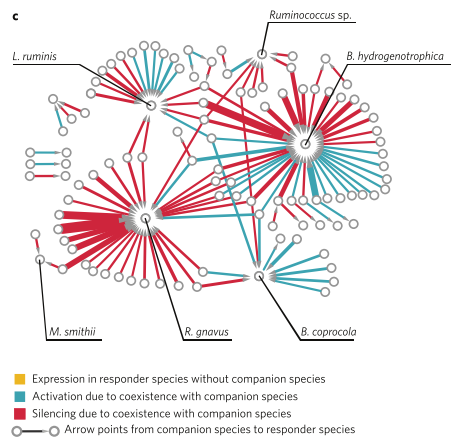 c
Ruminococcus sp.
L. ruminis
B. hydrogenotrophica
M. smithii
R. gnavus
B. coprocola
Expression in responder species without companion species
Activation due to coexistence with companion species
Silencing due to coexistence with companion species
Arrow points from companion species to responder species